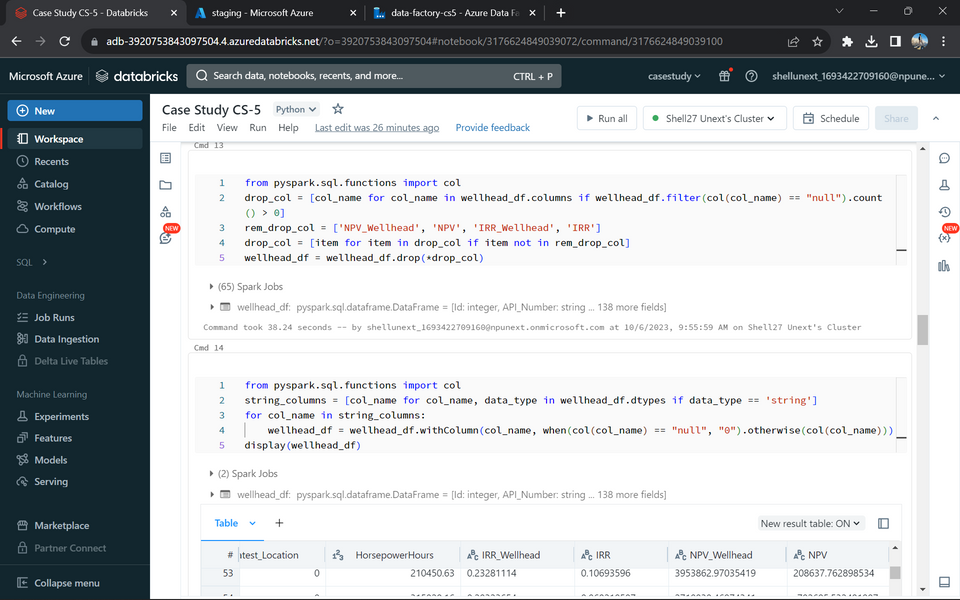 Case Study CS-5 - Databricks
staging - Microsoft Azure
data-factory-cs5 - Azure Data Fa
adb-3920753843097504.4.azuredatabricks.net/?o=3920753843097504#notebook/3176624849039072/command/3176624849039100
Microsoft Azure
databricks
Search data, notebooks, recents, and more...
CTRL + P
casestudy
shellunext_1693422709160@npune...
New
Workspace
Recents
Catalog
Workflows
Compute
SQL
Data Engineering
Job Runs
Data Ingestion
Delta Live Tables
Machine Learning
Experiments
Features
Models
Serving
Marketplace
Partner Connect
Collapse menu
Case Study CS-5
Python
File Edit View Run Help Last edit was 26 minutes ago Provide feedback
Run all
Shell27 Unext's Cluster
Schedule
Share
NEW
NEW
Cmd 13
1 from pyspark.sql.functions import col
2 drop_col = [col_name for col_name in wellhead_df.columns if wellhead_df.filter(col(col_name) == "null").count
() > 0]
3 rem_drop_col = ['NPV_Wellhead', 'NPV', 'IRR_Wellhead', 'IRR']
4 drop_col = [item for item in drop_col if item not in rem_drop_col]
5 wellhead_df = wellhead_df.drop(*drop_col)
(65) Spark Jobs
wellhead_df: pyspark.sql.dataframe.DataFrame = [Id: integer, API_Number: string ... 138 more fields]
Command took 38.24 seconds -- by shellunext_1693422709160@npunext.onmicrosoft.com at 10/6/2023, 9:55:59 AM on Shell27 Unext's Cluster
Cmd 14
1 from pyspark.sql.functions import col
2 string_columns = [col_name for col_name, data_type in wellhead_df.dtypes if data_type == 'string']
3 for col_name in string_columns:
4 wellhead_df = wellhead_df.withColumn(col_name, when(col(col_name) == "null", "0").otherwise(col(col_name)))
5 display(wellhead_df)
(2) Spark Jobs
wellhead_df: pyspark.sql.dataframe.DataFrame = [Id: integer, API_Number: string ... 138 more fields]
Table
New result table: ON
# test_Location HorsepowerHours IRR_Wellhead IRR NPV_Wellhead NPV
53 0 210450.63 0.23281114 0.10693596 3953862.97035419 208637.762898534